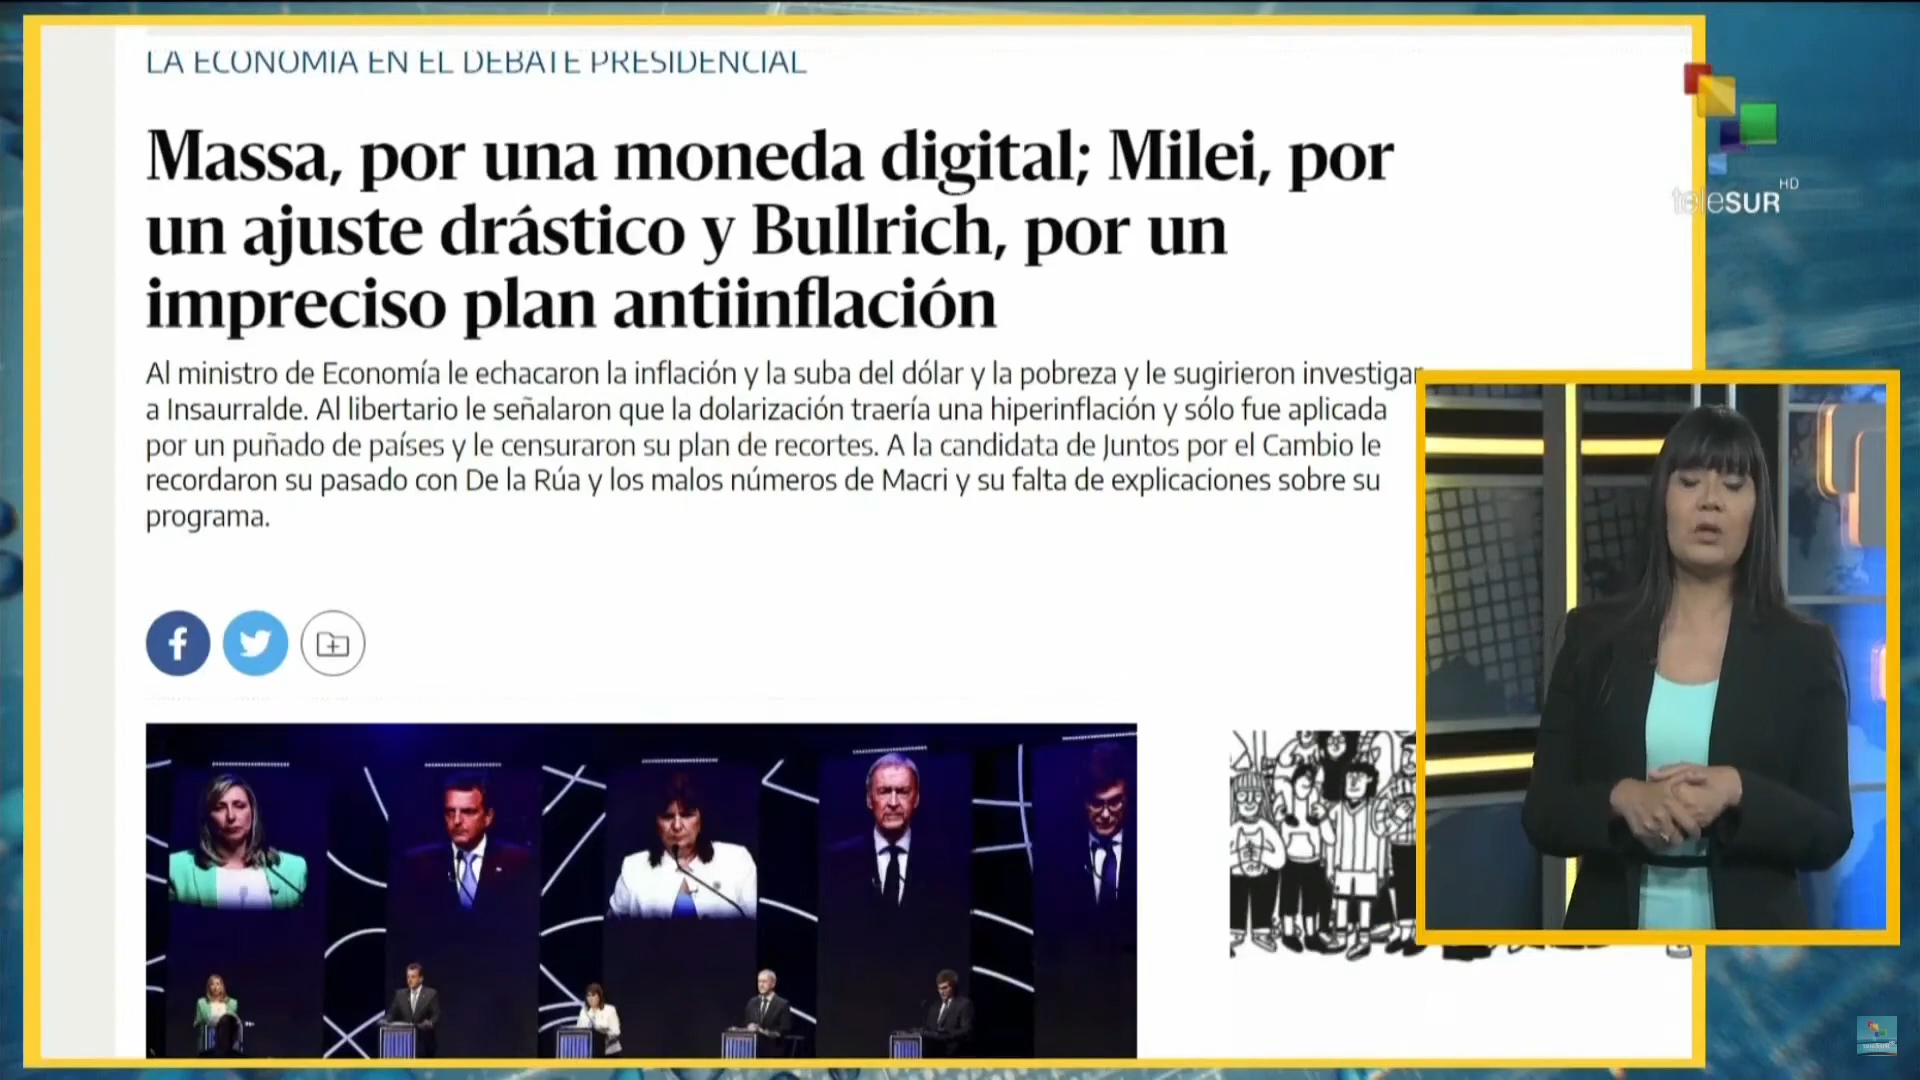 LA ECONOMÍA EN EL DEBATE PRESIDENCIAL
Massa, por una moneda digital; Milei, por
un ajuste drástico y Bullrich, por un
impreciso plan antiinflación
Al ministro de Economía le echacaron la inflación y la suba del dólar y la pobreza y le sugirieron investigar
a Insaurralde. Al libertario le señalaron que la dolarización traería una hiperinflación y sólo fue aplicada
por un puñado de países y le censuraron su plan de recortes. A la candidata de Juntos por el Cambio le
recordaron su pasado con De la Rúa y los malos números de Macri y su falta de explicaciones sobre su
programa.
teleSUR HD